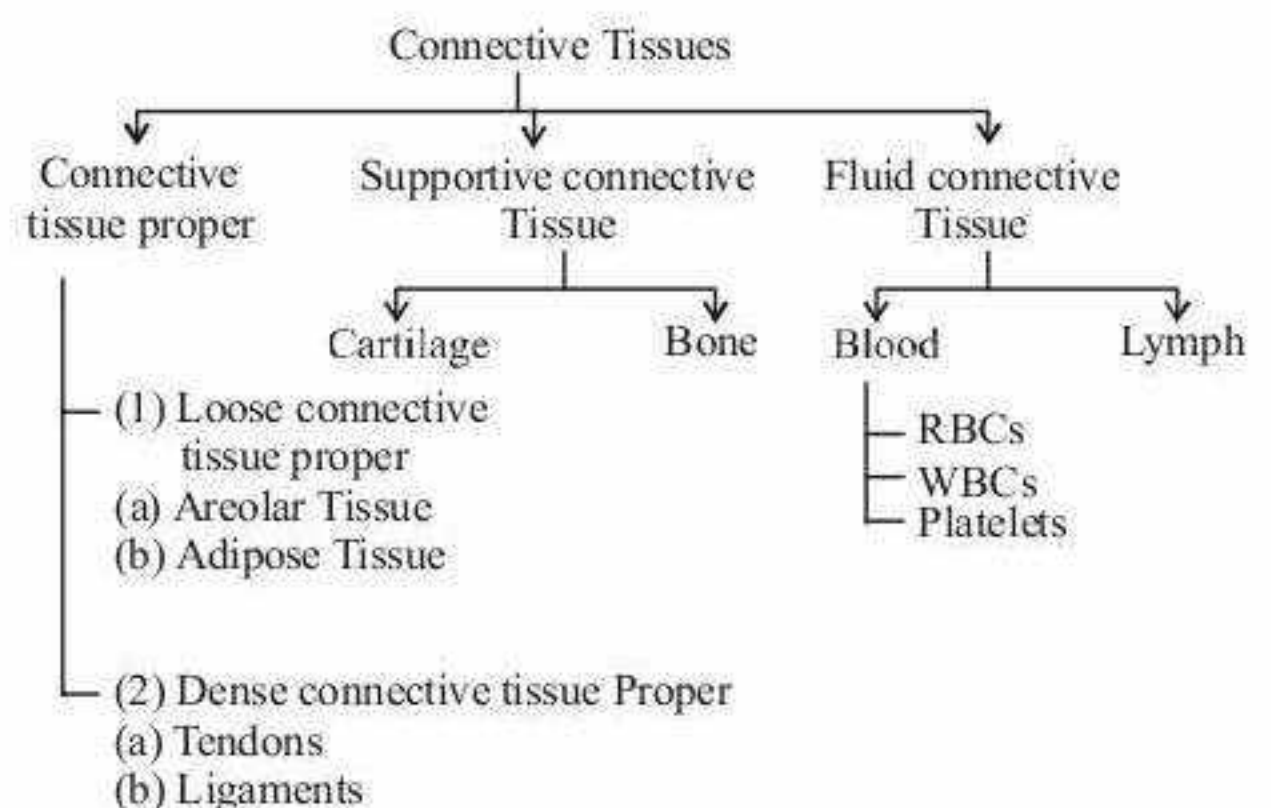 Connective Tissues
Connective
tissue proper
Supportive connective
Tissue
Fluid connective
Tissue
Cartilage
Bone
Blood
Lymph
(1) Loose connective
tissue proper
(a) Areolar Tissue
(b) Adipose Tissue
RBCs
WBCs
Platelets
(2) Dense connective tissue Proper
(a) Tendons
(b) Ligaments